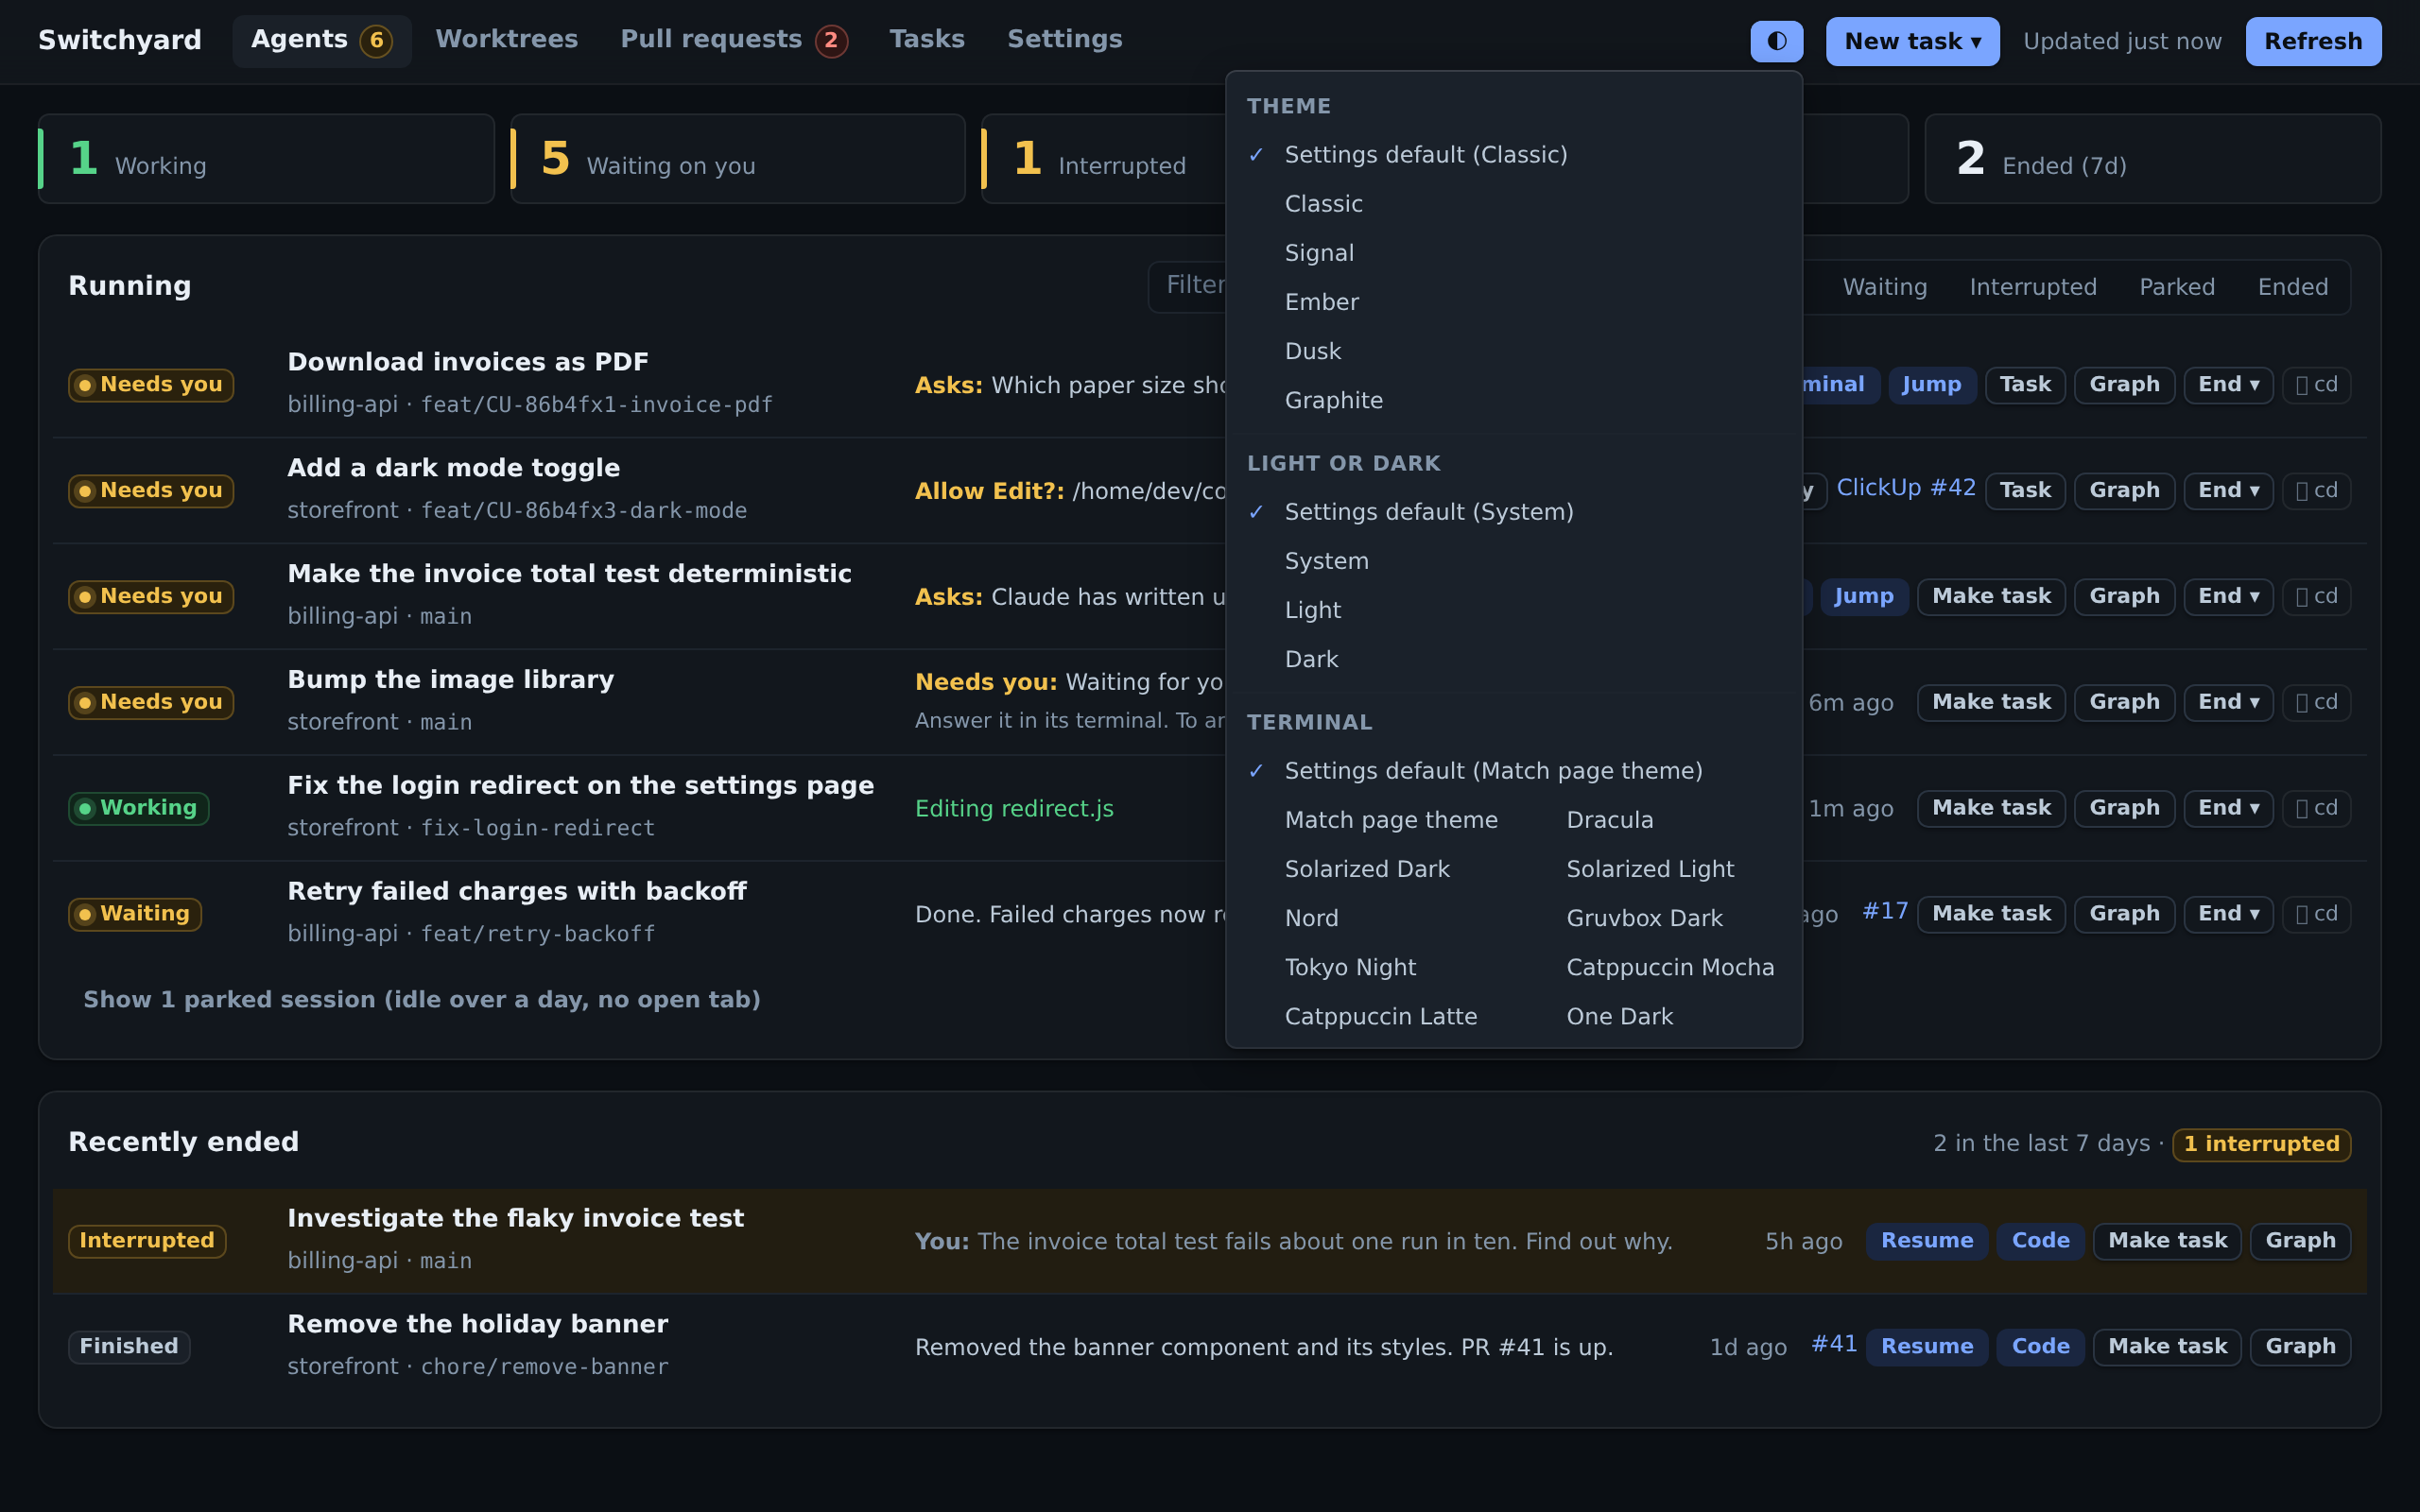 Switchyard Agents 6 Worktrees Pull requests 2 Tasks Settings New task ▾ Updated just now Refresh
1 Working 5 Waiting on you 1 Interrupted 2 Ended (7d)
THEME
✓ Settings default (Classic)
Classic
Signal
Ember
Dusk
Graphite
LIGHT OR DARK
✓ Settings default (System)
System
Light
Dark
TERMINAL
✓ Settings default (Match page theme)
Match page theme Dracula
Solarized Dark Solarized Light
Nord Gruvbox Dark
Tokyo Night Catppuccin Mocha
Catppuccin Latte One Dark
Running Filter Waiting Interrupted Parked Ended
Download invoices as PDF
Needs you Asks: Which paper size Jump Task Graph End ▾ cd
billing-api · feat/CU-86b4fx1-invoice-pdf
Add a dark mode toggle
Needs you Allow Edit?: /home/dev/ ClickUp #42 Task Graph End ▾ cd
storefront · feat/CU-86b4fx3-dark-mode
Make the invoice total test deterministic
Needs you Asks: Claude has written Jump Make task Graph End ▾ cd
billing-api · main
Bump the image library
Needs you Needs you: Waiting for 6m ago Make task Graph End ▾ cd
storefront · main Answer it in its terminal. To
Fix the login redirect on the settings page
Working Editing redirect.js 1m ago Make task Graph End ▾ cd
storefront · fix-login-redirect
Retry failed charges with backoff
Waiting Done. Failed charges now ago #17 Make task Graph End ▾ cd
billing-api · feat/retry-backoff
Show 1 parked session (idle over a day, no open tab)
Recently ended 2 in the last 7 days · 1 interrupted
Investigate the flaky invoice test
Interrupted You: The invoice total test fails about one run in ten. Find out why. 5h ago Resume Code Make task Graph
billing-api · main
Remove the holiday banner
Finished Removed the banner component and its styles. PR #41 is up. 1d ago #41 Resume Code Make task Graph
storefront · chore/remove-banner